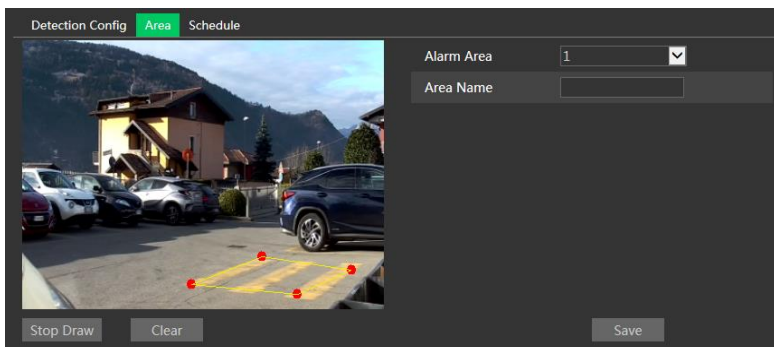 Detection Config Area Schedule
Alarm Area 1
Area Name
Stop Draw Clear Save